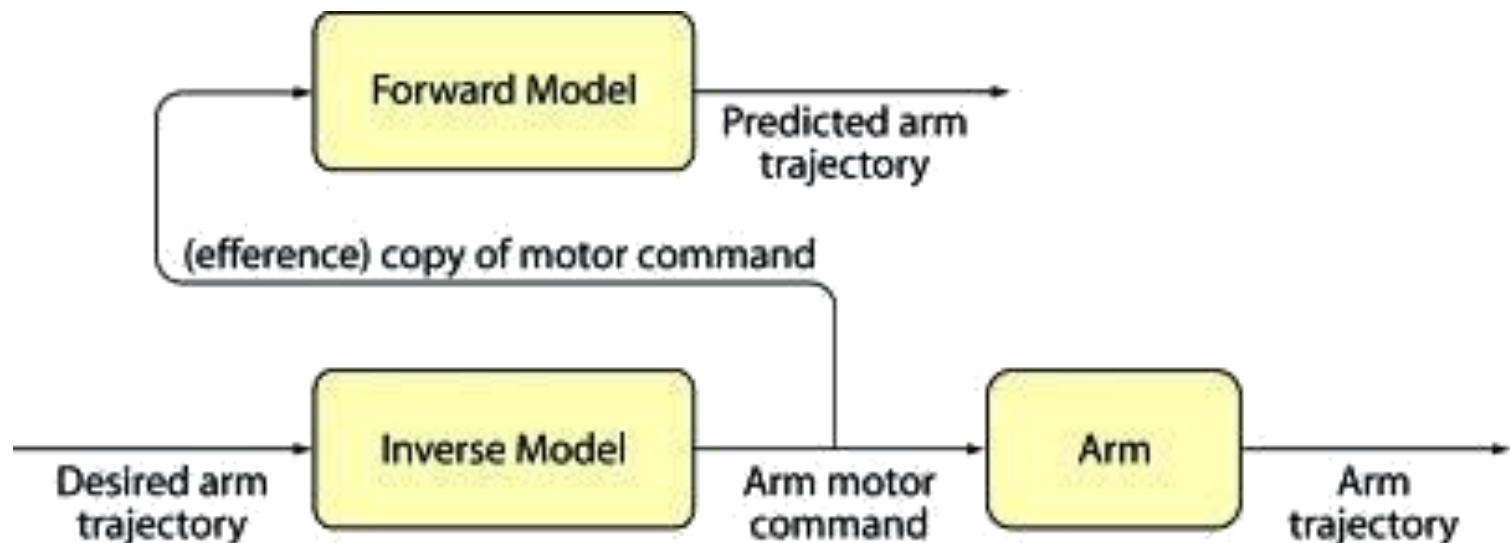 Forward Model
Predicted arm
trajectory
(efference) copy of motor command
Inverse Model
Arm
Desired arm
trajectory
Arm motor
command
Arm
trajectory